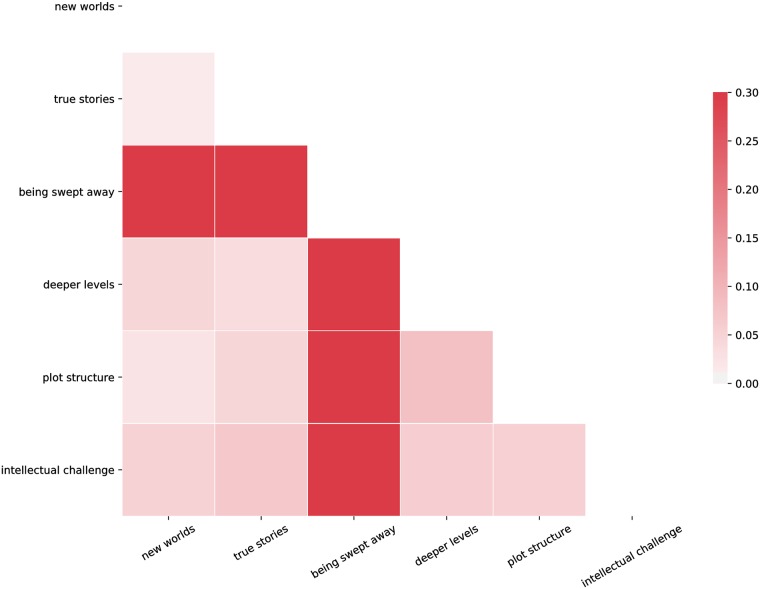 new worlds
true stories
being swept away
deeper levels
plot structure
intellectual challenge
0.30
0.25
0.20
0.15
0.10
0.05
0.00
new worlds
true stories
being swept away
deeper levels
plot structure
intellectual challenge